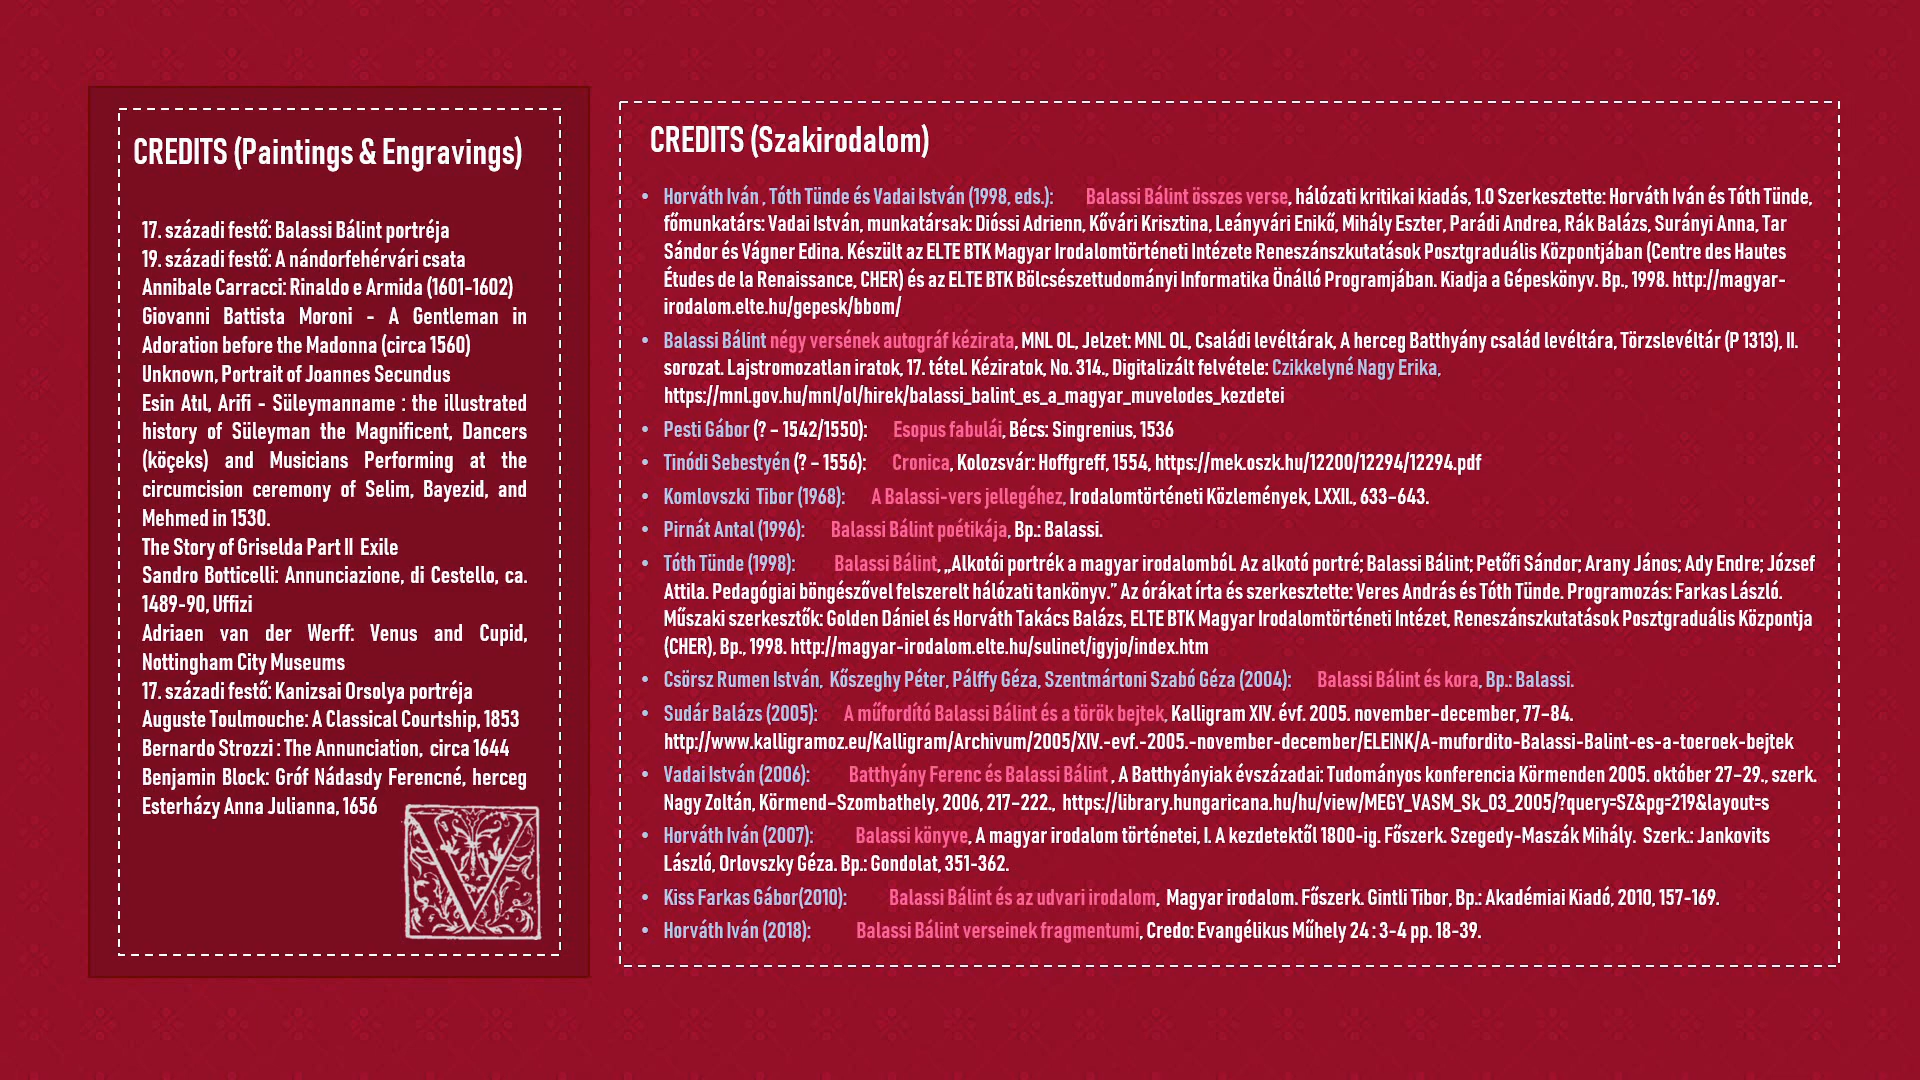 CREDITS (Paintings & Engravings)
17. századi festő: Balassi Bálint portréja
19. századi festő: A nándorfehérvári csata
Annibale Carracci: Rinaldo e Armida (1601-1602)
Giovanni Battista Moroni - A Gentleman in
Adoration before the Madonna (circa 1560)
Unknown, Portrait of Joannes Secundus
Esin Atıl, Arifi - Süleymanname : the illustrated
history of Süleyman the Magnificent, Dancers
(köçeks) and Musicians Performing at the
circumcision ceremony of Selim, Bayezid, and
Mehmed in 1530.
The Story of Griselda Part II Exile
Sandro Botticelli: Annunciazione, di Cestello, ca.
1489-90, Uffizi
Adriaen van der Werff: Venus and Cupid,
Nottingham City Museums
17. századi festő: Kanizsai Orsolya portréja
Auguste Toulmouche: A Classical Courtship, 1853
Bernardo Strozzi : The Annunciation, circa 1644
Benjamin Block: Gróf Nádasdy Ferencné, herceg
Esterházy Anna Julianna, 1656
V
CREDITS (Szakirodalom)
• Horváth Iván , Tóth Tünde és Vadai István (1998, eds.): Balassi Bálint összes verse, hálózati kritikai kiadás, 1.0 Szerkesztette: Horváth Iván és Tóth Tünde,
főmunkatárs: Vadai István, munkatársak: Dióssi Adrienn, Kővári Krisztina, Leányvári Enikő, Mihály Eszter, Parádi Andrea, Rák Balázs, Surányi Anna, Tar
Sándor és Vágner Edina. Készült az ELTE BTK Magyar Irodalomtörténeti Intézete Reneszánszkutatások Posztgraduális Központjában (Centre des Hautes
Études de la Renaissance, CHER) és az ELTE BTK Bölcsészettudományi Informatika Önálló Programjában. Kiadja a Gépeskönyv. Bp., 1998. http://magyar-
irodalom.elte.hu/gepesk/bbom/
• Balassi Bálint négy versének autográf kézirata, MNL OL, Jelzet: MNL OL, Családi levéltárak, A herceg Batthyány család levéltára, Törzslevéltár (P 1313), II.
sorozat. Lajstromozatlan iratok, 17. tétel. Kéziratok, No. 314., Digitalizált felvétele: Czikkelyné Nagy Erika,
https://mnl.gov.hu/mnl/ol/hirek/balassi_balint_es_a_magyar_muvelodes_kezdetei
• Pesti Gábor (? – 1542/1550): Esopus fabulái, Bécs: Singrenius, 1536
• Tinódi Sebestyén (? – 1556): Cronica, Kolozsvár: Hoffgreff, 1554, https://mek.oszk.hu/12200/12294/12294.pdf
• Komlovszki Tibor (1968): A Balassi-vers jellegéhez, Irodalomtörténeti Közlemények, LXXII., 633–643.
• Pirnát Antal (1996): Balassi Bálint poétikája, Bp.: Balassi.
• Tóth Tünde (1998): Balassi Bálint, „Alkotói portrék a magyar irodalomból. Az alkotó portré; Balassi Bálint; Petőfi Sándor; Arany János; Ady Endre; József
Attila. Pedagógiai böngészővel felszerelt hálózati tankönyv.” Az órákat írta és szerkesztette: Veres András és Tóth Tünde. Programozás: Farkas László.
Műszaki szerkesztők: Golden Dániel és Horváth Takács Balázs, ELTE BTK Magyar Irodalomtörténeti Intézet, Reneszánszkutatások Posztgraduális Központja
(CHER), Bp., 1998. http://magyar-irodalom.elte.hu/sulinet/igyjo/index.htm
• Csörsz Rumen István, Kőszeghy Péter, Pálffy Géza, Szentmártoni Szabó Géza (2004): Balassi Bálint és kora, Bp.: Balassi.
• Sudár Balázs (2005): A műfordító Balassi Bálint és a török bejtek, Kalligram XIV. évf. 2005. november–december, 77–84.
http://www.kalligramoz.eu/Kalligram/Archivum/2005/XIV.-evf.-2005.-november-december/ELEINK/A-mufordito-Balassi-Balint-es-a-toeroek-bejtek
• Vadai István (2006): Batthyány Ferenc és Balassi Bálint , A Batthyányiak évszázadai: Tudományos konferencia Körmenden 2005. október 27–29., szerk.
Nagy Zoltán, Körmend–Szombathely, 2006, 217–222., https://library.hungaricana.hu/hu/view/MEGY_VASM_Sk_03_2005/?query=SZ&pg=219&layout=s
• Horváth Iván (2007): Balassi könyve, A magyar irodalom történetei, I. A kezdetektől 1800-ig. Főszerk. Szegedy-Maszák Mihály. Szerk.: Jankovits
László, Orlovszky Géza. Bp.: Gondolat, 351-362.
• Kiss Farkas Gábor(2010): Balassi Bálint és az udvari irodalom, Magyar irodalom. Főszerk. Gintli Tibor, Bp.: Akadémiai Kiadó, 2010, 157-169.
• Horváth Iván (2018): Balassi Bálint verseinek fragmentumi, Credo: Evangélikus Műhely 24 : 3-4 pp. 18-39.